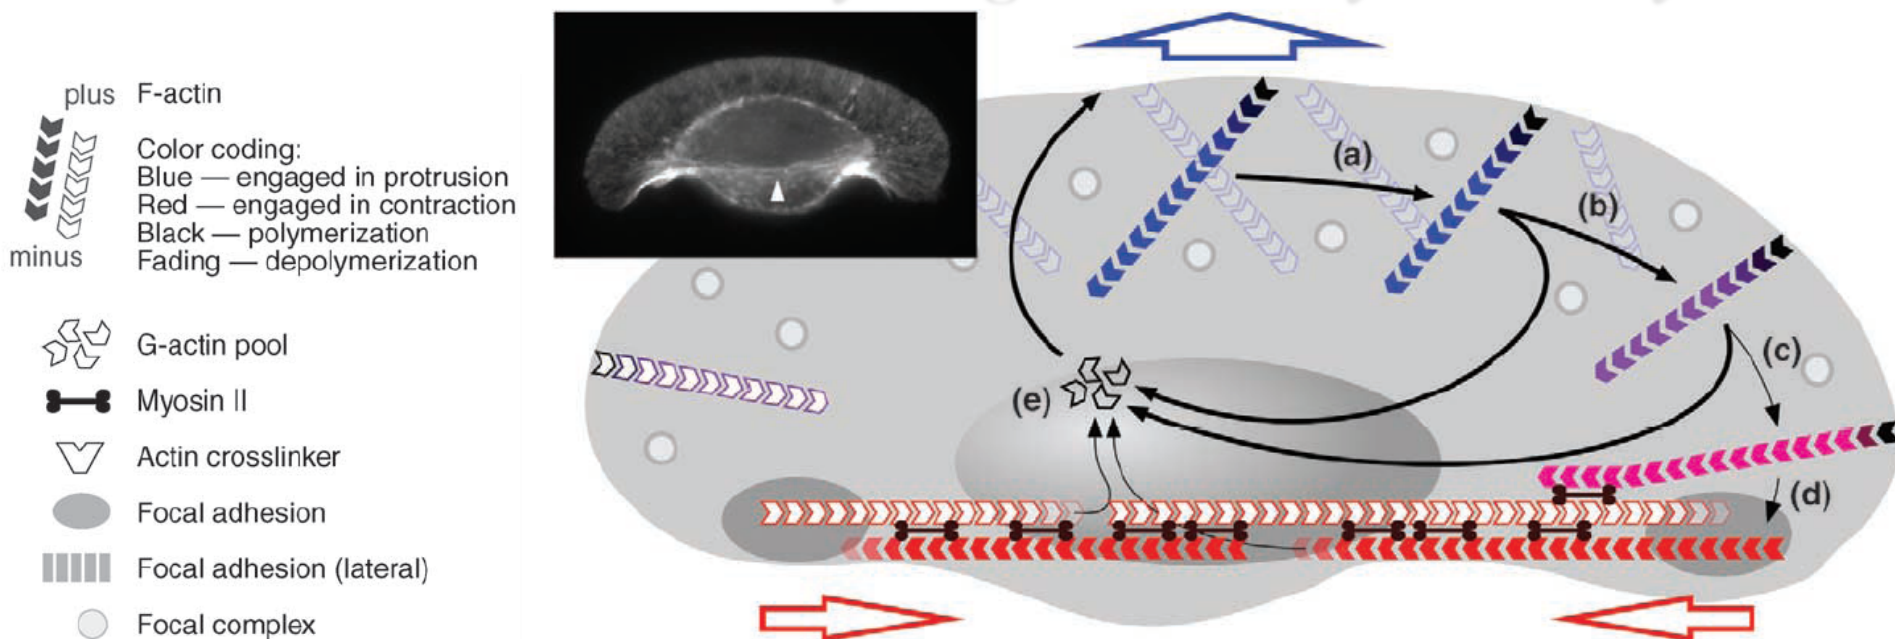 plus F-actin
Color coding:
Blue — engaged in protrusion
Red — engaged in contraction
Black — polymerization
minus
Fading — depolymerization
G-actin pool
Myosin II
Actin crosslinker
Focal adhesion
Focal adhesion (lateral)
Focal complex
(a)
(b)
(c)
(e)
(d)